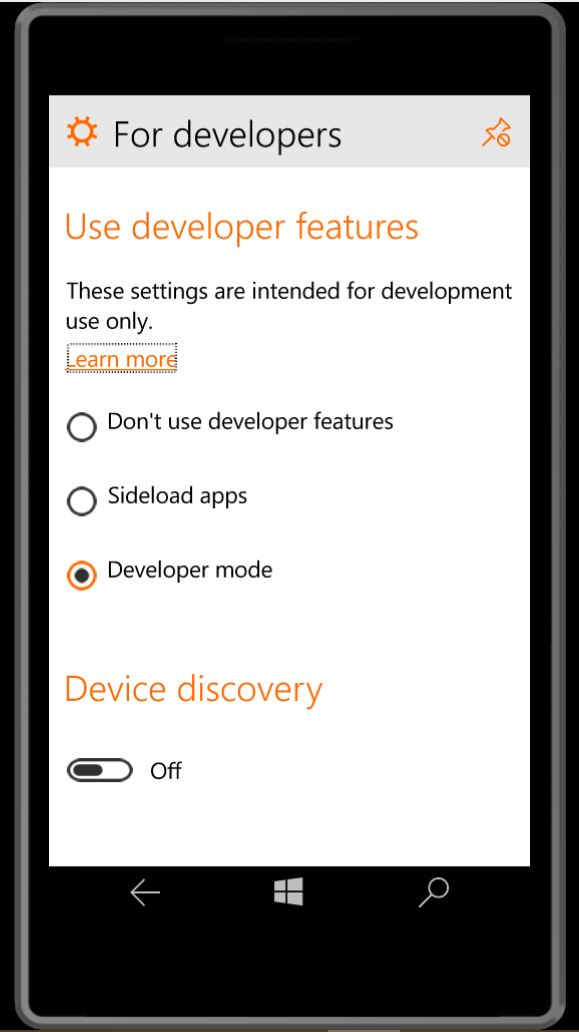 For developers
Use developer features
These settings are intended for development
use only.
Learn more
Don't use developer features
Sideload apps
Developer mode
Device discovery
Off